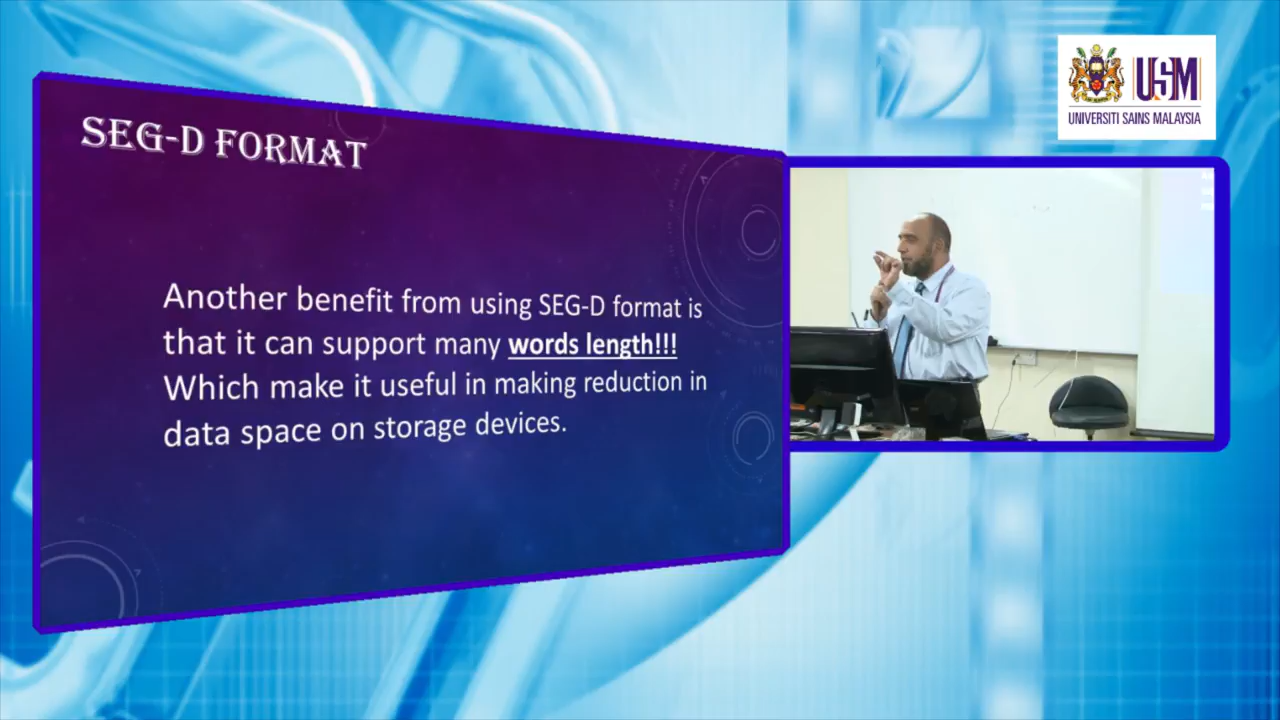 SEG-D FORMAT
Another benefit from using SEG-D format is
that it can support many words length!!!
Which make it useful in making reduction in
data space on storage devices.
USM
UNIVERSITI SAINS MALAYSIA